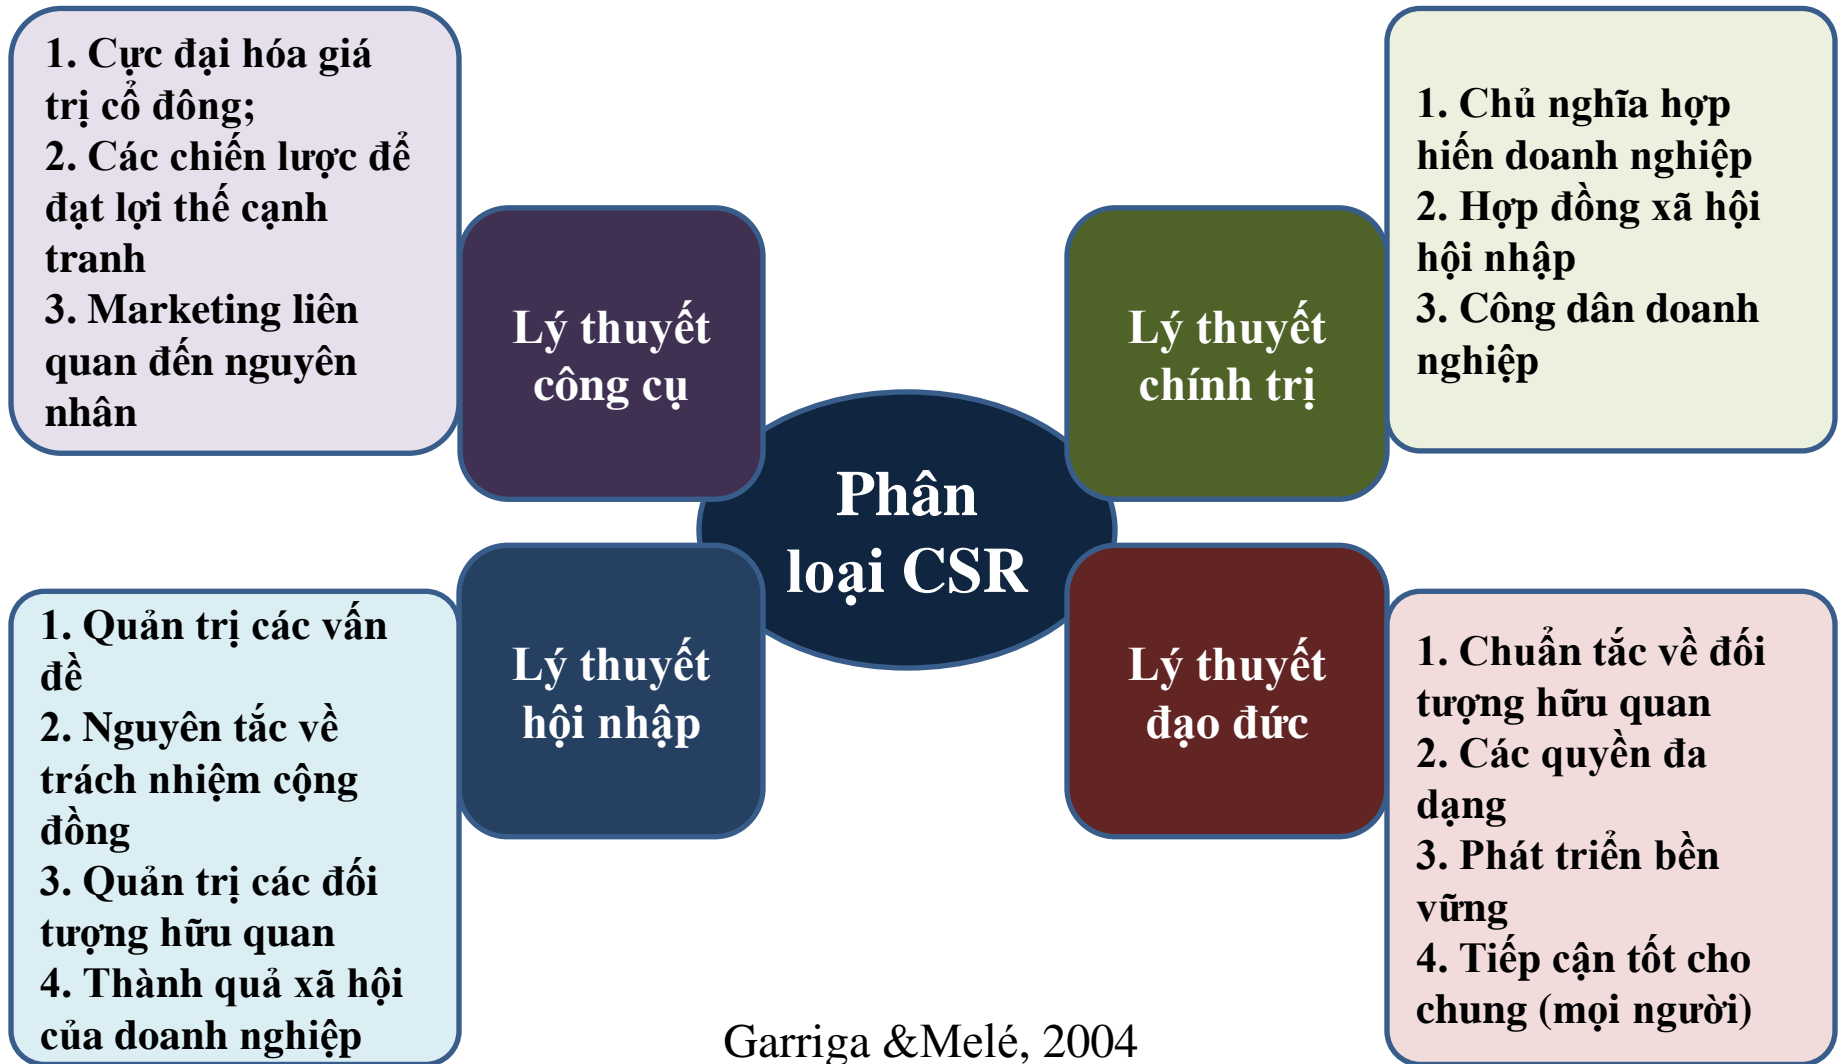 1. Cực đại hóa giá
trị cổ đông;
2. Các chiến lược để
đạt lợi thế cạnh
tranh
3. Marketing liên
quan đến nguyên
nhân
Lý thuyết
công cụ
Lý thuyết
chính trị
1. Chủ nghĩa hợp
hiến doanh nghiệp
2. Hợp đồng xã hội
hội nhập
3. Công dân doanh
nghiệp
Phân
loại CSR
1. Quản trị các vấn
đề
2. Nguyên tắc về
trách nhiệm cộng
đồng
3. Quản trị các đối
tượng hữu quan
4. Thành quả xã hội
của doanh nghiệp
Lý thuyết
hội nhập
Lý thuyết
đạo đức
1. Chuẩn tắc về đối
tượng hữu quan
2. Các quyền đa
dạng
3. Phát triển bền
vững
4. Tiếp cận tốt cho
chung (mọi người)
Garriga &Melé, 2004